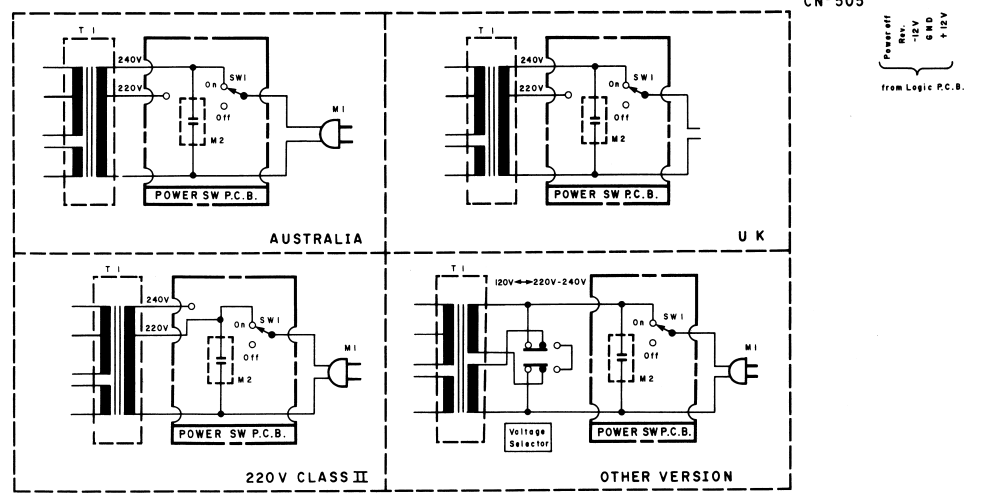 CN 505
Power off
Rev.
-12V
GND
+12V
from Logic P.C.B.
T1
240V
220V
On
SW1
Off
M1
M2
POWER SW P.C.B.
AUSTRALIA
T1
240V
220V
On
SW1
Off
M2
POWER SW P.C.B.
UK
T1
240V
220V
On
SW1
Off
M1
M2
POWER SW P.C.B.
220V CLASS II
T1
120V↔220V-240V
On
SW1
Off
M1
M2
Voltage
Selector
POWER SW P.C.B.
OTHER VERSION